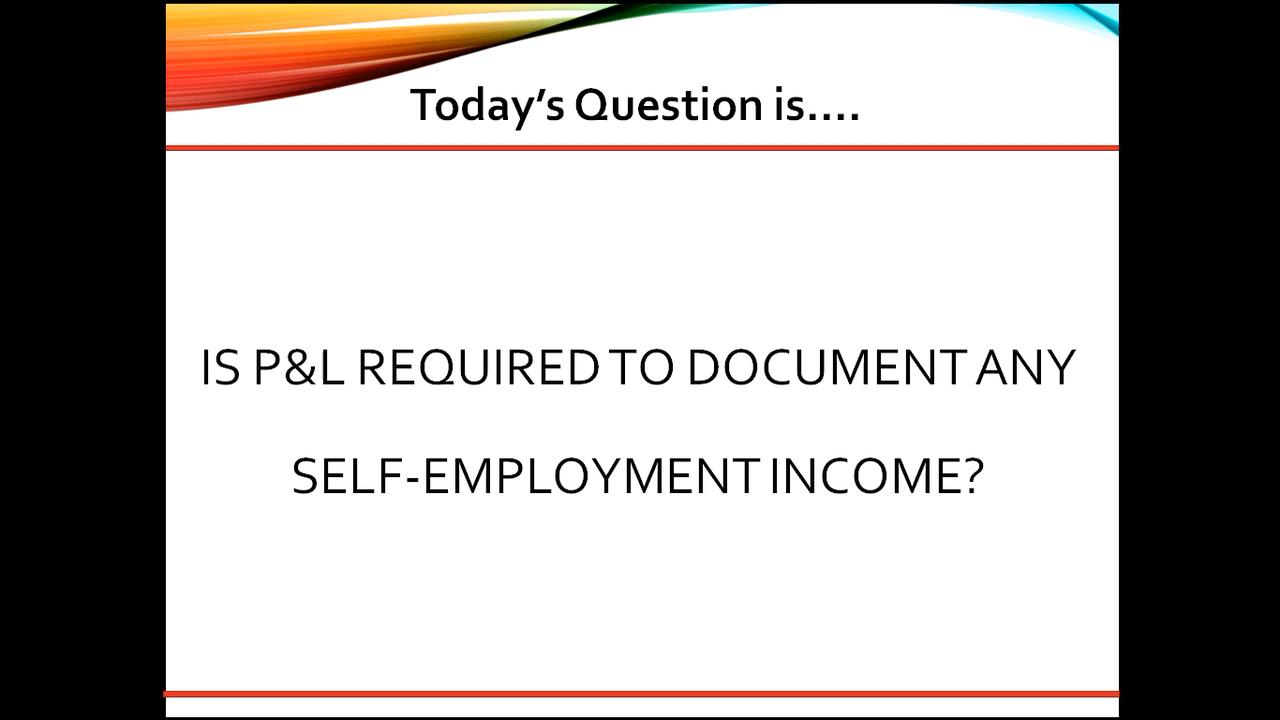 Today’s Question is....
IS P&L REQUIRED TO DOCUMENT ANY
SELF-EMPLOYMENT INCOME?